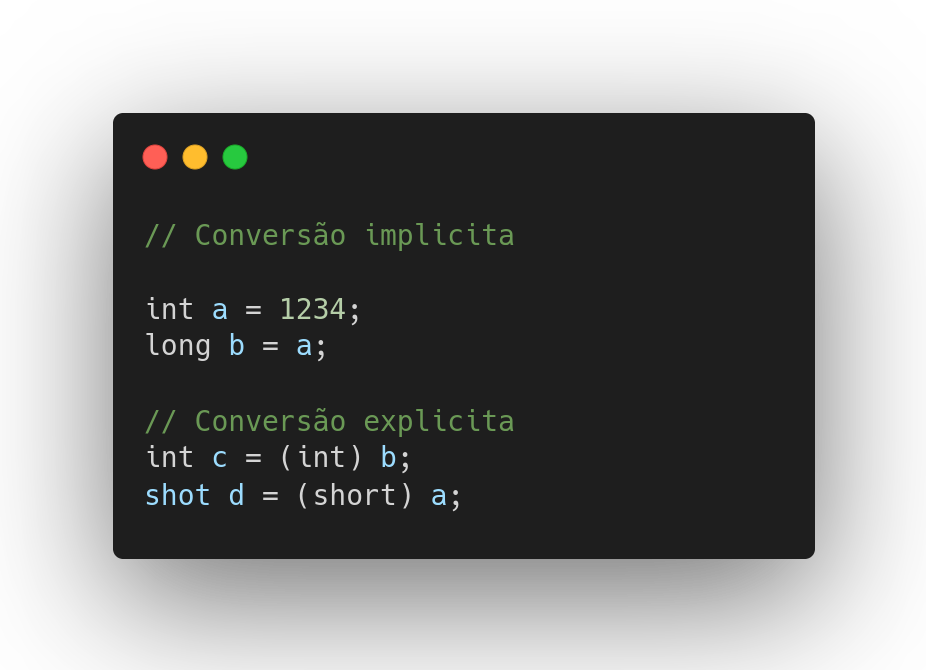 // Conversão implicita
int a = 1234;
long b = a;
// Conversão explicita
int c = (int) b;
shot d = (short) a;